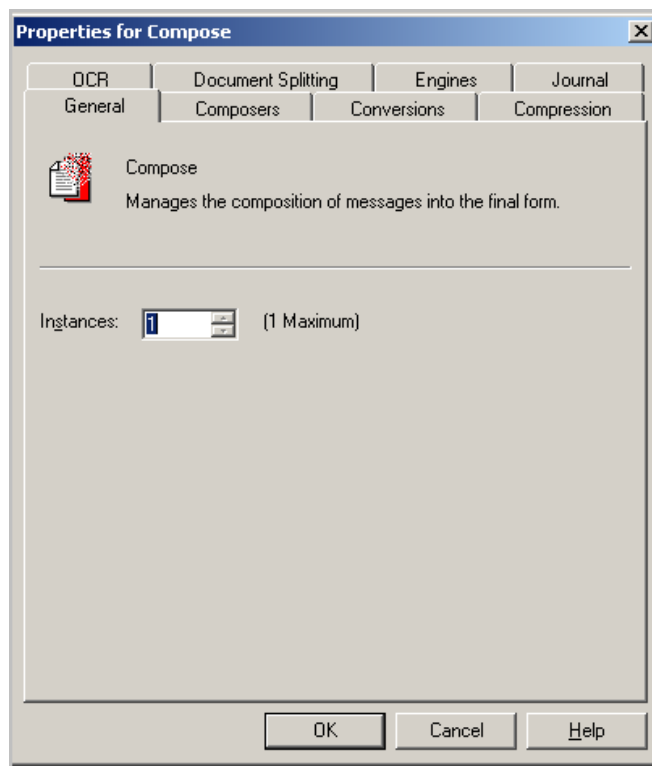 Properties for Compose
OCR Document Splitting Engines Journal
General Composers Conversions Compression
Compose
Manages the composition of messages into the final form.
Instances: 1 (1 Maximum)
OK Cancel Help